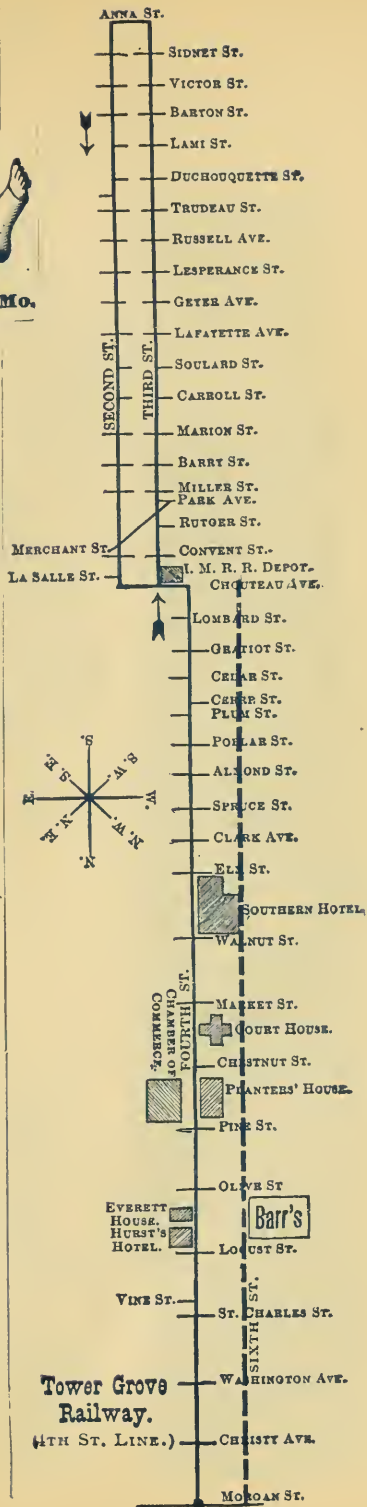 ANNA ST.
SIDNEY ST.
VICTOR ST.
BARTON ST.
LAMI ST.
DUCHOUQUETTE ST.
TRUDEAU ST.
RUSSELL AVE.
LESPERANCE ST.
Mo.
GEYER AVE.
LAFAYETTE AVE.
SECOND ST.
THIRD ST.
SOULARD ST.
CARROLL ST.
MARION ST.
BARRY ST.
MILLER ST.
PARK AVE.
RUTGER ST.
MERCHANT ST.
CONVENT ST.
I. M. R. R. DEPOT.
LA SALLE ST.
CHOUTEAU AVE.
LOMBARD ST.
GRATIOT ST.
CEDAR ST.
CERRE ST.
PLUM ST.
POPLAR ST.
ALMOND ST.
SPRUCE ST.
CLARK AVE.
S.
S. E.
S. W.
E.
W.
N. E.
N. W.
N.
ELM ST.
SOUTHERN HOTEL,
WALNUT ST.
FOURTH ST.
CHAMBER OF
COMMERCE.
MARKET ST.
COURT HOUSE.
CHESTNUT ST.
PLANTERS' HOUSE.
PINE ST.
OLIVE ST
EVERETT
HOUSE.
Barr's
HURST'S
HOTEL.
LOCUST ST.
VINE ST.
ST. CHARLES ST.
SIXTH ST.
WASHINGTON AVE.
Tower Grove
Railway.
(4TH ST. LINE.)
CHRISTY AVE.
MORGAN ST.